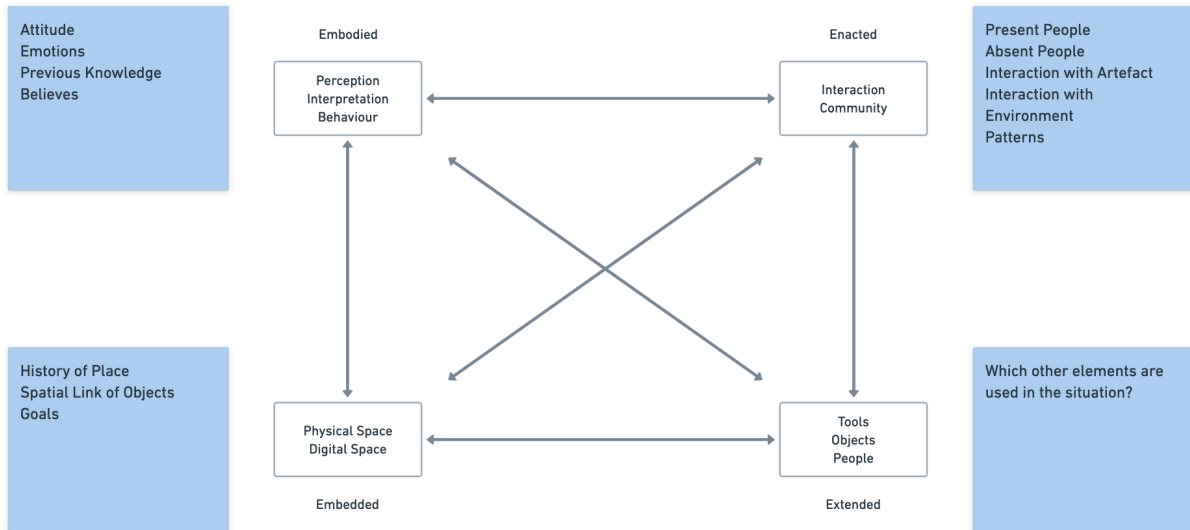 Attitude
Emotions
Previous Knowledge
Believes
Embodied
Perception
Interpretation
Behaviour
Enacted
Interaction
Community
Present People
Absent People
Interaction with Artefact
Interaction with
Environment
Patterns
History of Place
Spatial Link of Objects
Goals
Physical Space
Digital Space
Embedded
Tools
Objects
People
Extended
Which other elements are
used in the situation?